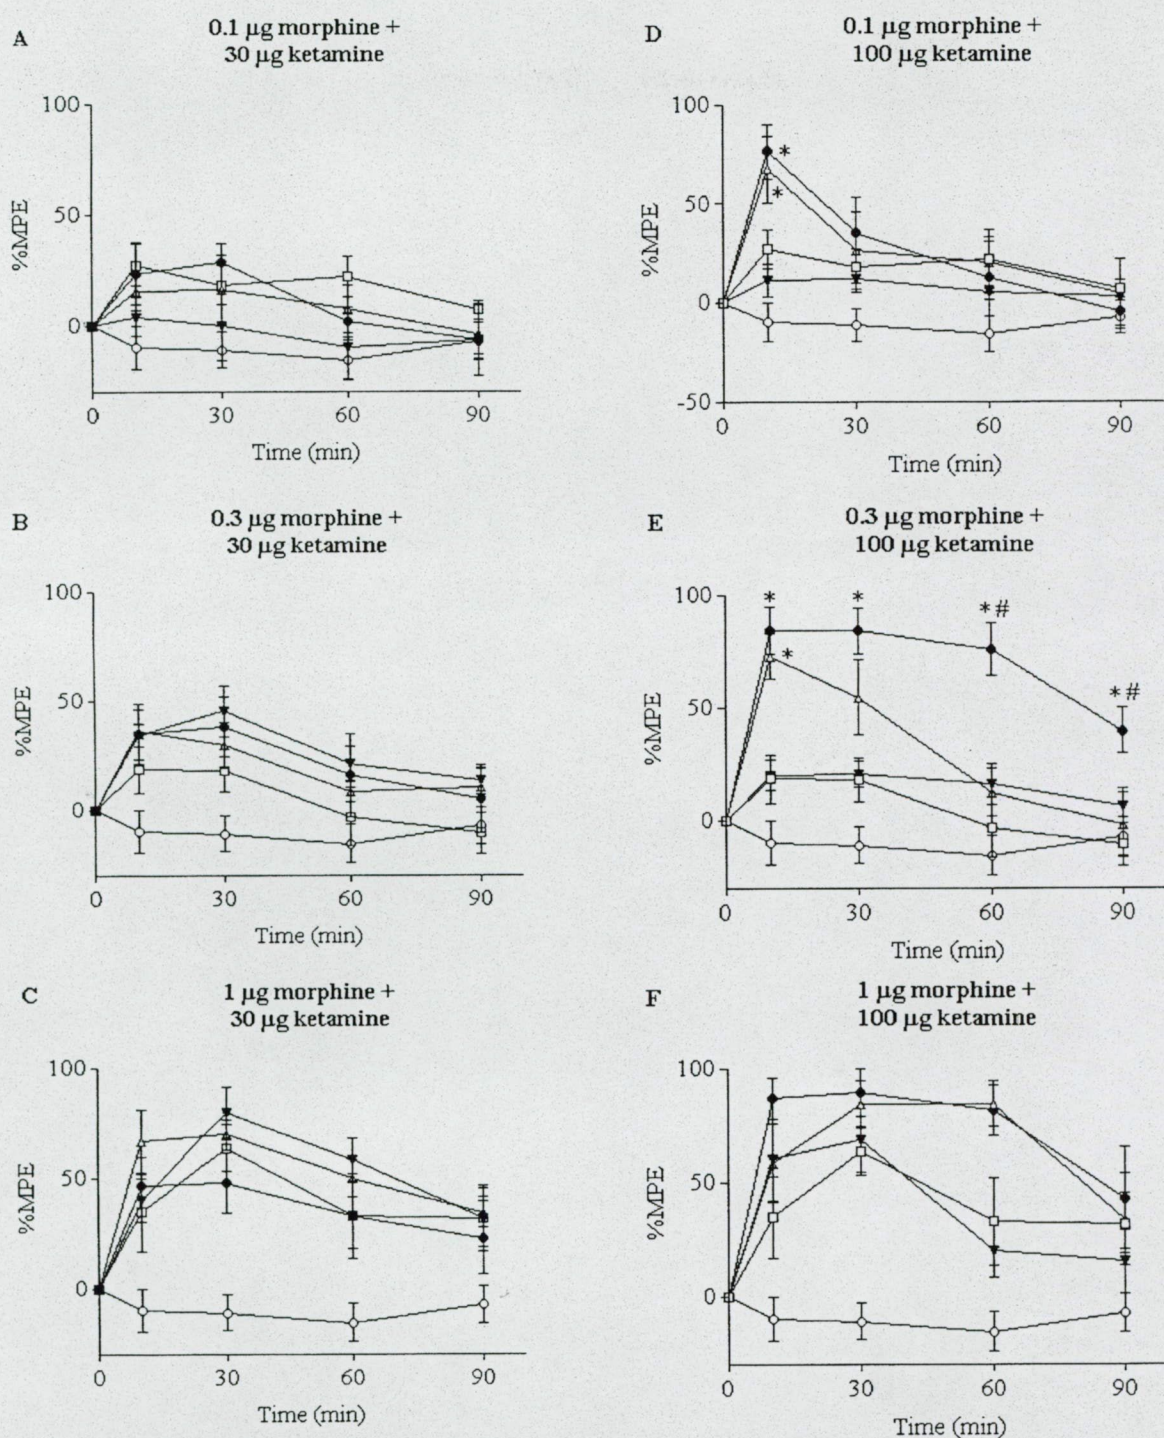 A
0.1 µg morphine +
30 µg ketamine
100
50
0
%MPE
0 30 60 90
Time (min)
B
0.3 µg morphine +
30 µg ketamine
100
50
0
%MPE
0 30 60 90
Time (min)
C
1 µg morphine +
30 µg ketamine
100
50
0
%MPE
0 30 60 90
Time (min)
D
0.1 µg morphine +
100 µg ketamine
100
50
0
-50
%MPE
*
*
0 30 60 90
Time (min)
E
0.3 µg morphine +
100 µg ketamine
100
50
0
%MPE
* * *#
*
*#
0 30 60 90
Time (min)
F
1 µg morphine +
100 µg ketamine
100
50
0
%MPE
0 30 60 90
Time (min)